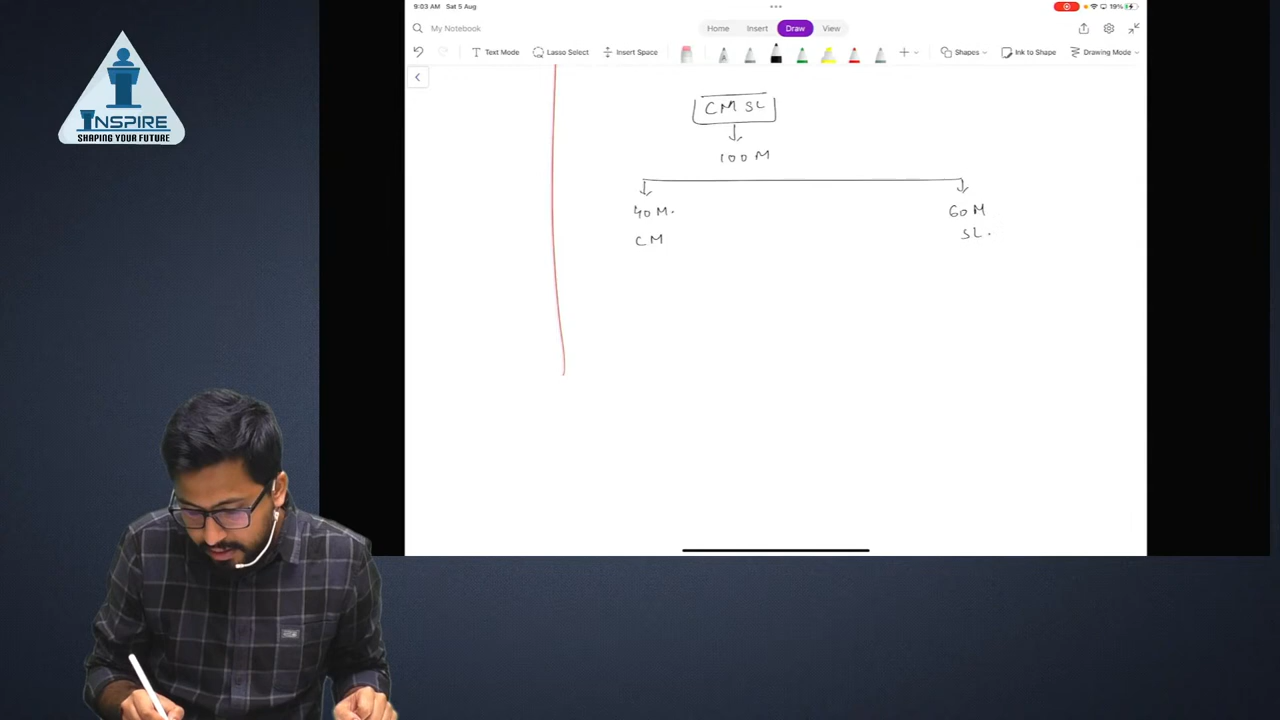 9:03 AM Sat 5 Aug
19%
My Notebook
Home Insert Draw View
Text Mode Lasso Select Insert Space Shapes Ink to Shape Drawing Mode
INSPIRE
SHAPING YOUR FUTURE
CM SL
100 M
40 M. 60 M
CM SL.